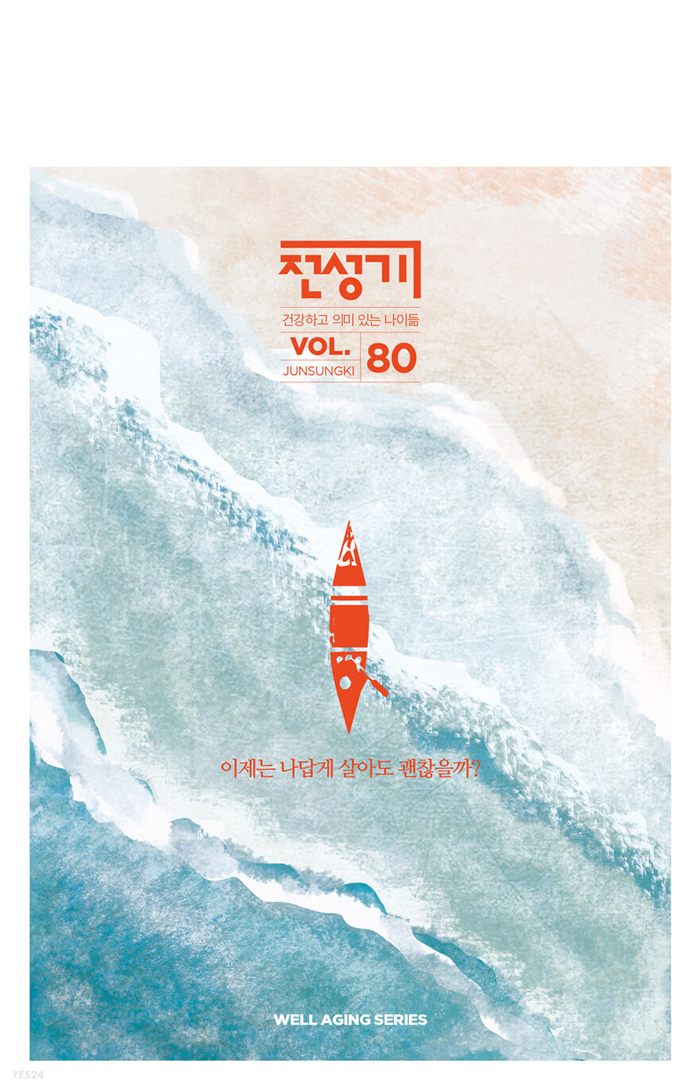 전성기
건강하고 의미 있는 나이듦
VOL. 80
JUNSUNGKI
이제는 나답게 살아도 괜찮을까?
WELL AGING SERIES
YES24